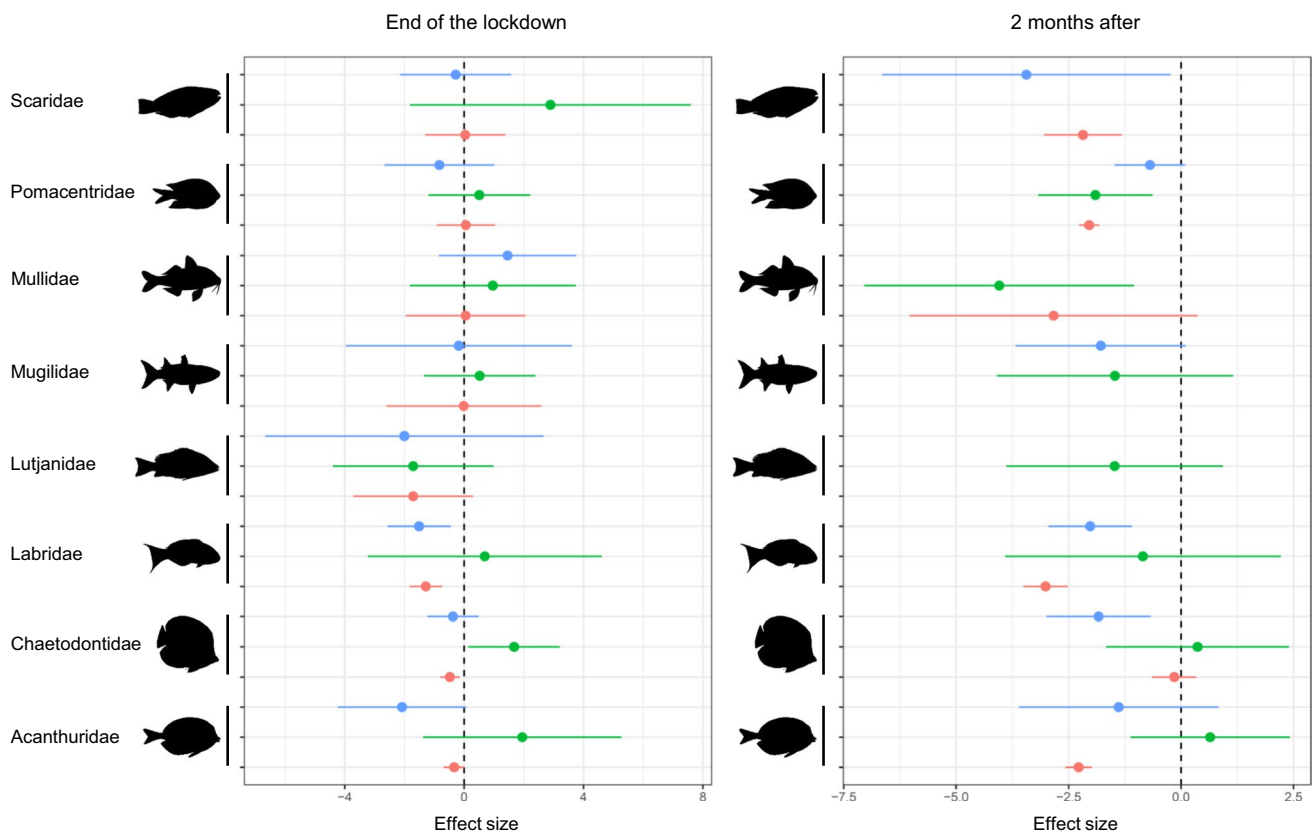 End of the lockdown
2 months after
Scaridae
Pomacentridae
Mullidae
Mugilidae
Lutjanidae
Labridae
Chaetodontidae
Acanthuridae
−4 0 4 8
−7.5 −5.0 −2.5 0.0 2.5
Effect size
Effect size